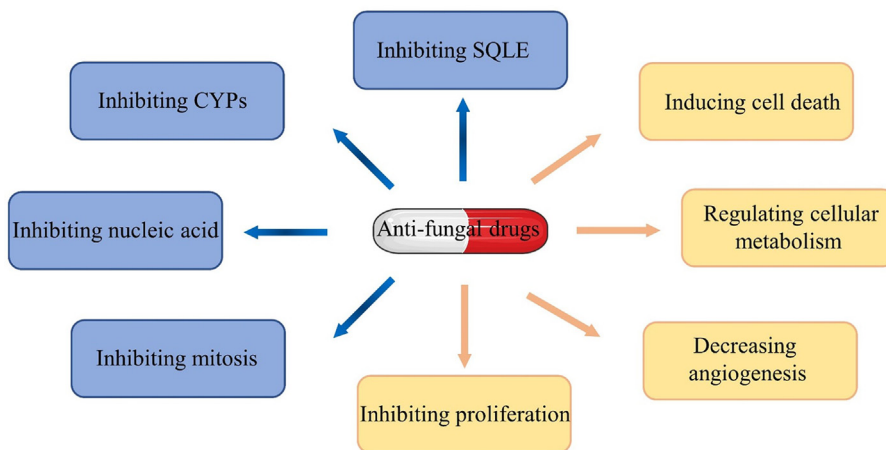 Inhibiting SQLE
Inhibiting CYPs
Inducing cell death
Inhibiting nucleic acid
Anti-fungal drugs
Regulating cellular
metabolism
Inhibiting mitosis
Decreasing
angiogenesis
Inhibiting proliferation